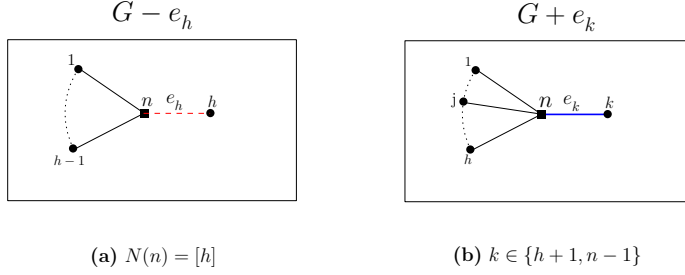 G − e_h
1
n
e_h
h
h−1
(a) N(n) = [h]
G + e_k
1
j
n
e_k
k
h
(b) k ∈ {h + 1, n − 1}